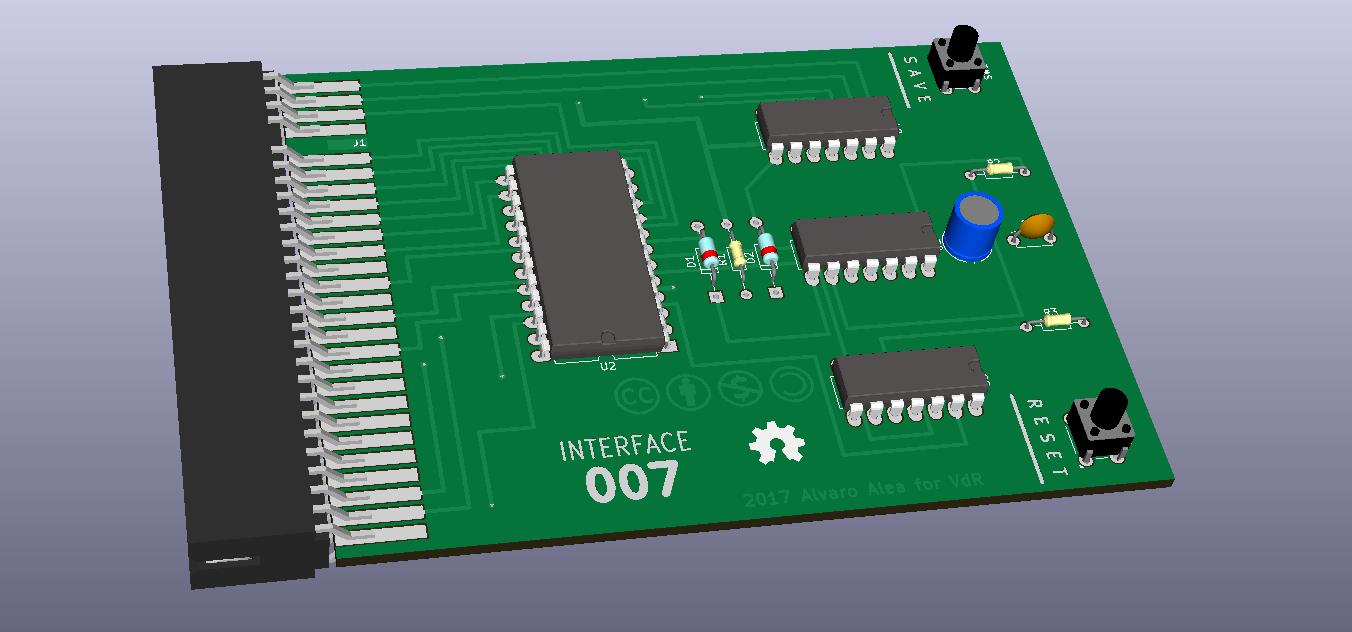 SAVE
J1
D1
R1
D2
U2
INTERFACE
007
2017 Alvaro Alea for VdR
RESET